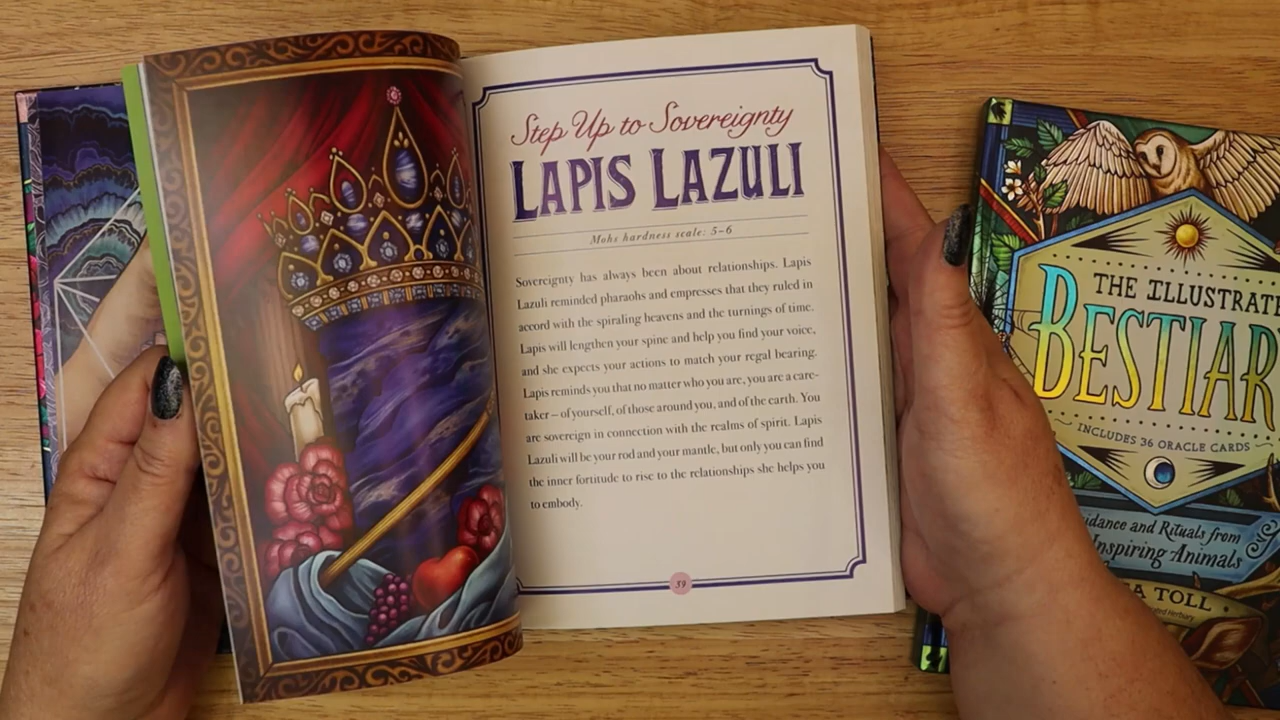 Step Up to Sovereignty
LAPIS LAZULI
Mohs hardness scale: 5–6
Sovereignty has always been about relationships. Lapis
Lazuli reminded pharaohs and empresses that they ruled in
accord with the spiraling heavens and the turnings of time.
Lapis will lengthen your spine and help you find your voice,
and she expects your actions to match your regal bearing.
Lapis reminds you that no matter who you are, you are a care-
taker – of yourself, of those around you, and of the earth. You
are sovereign in connection with the realms of spirit. Lapis
Lazuli will be your rod and your mantle, but only you can find
the inner fortitude to rise to the relationships she helps you
to embody.
59
THE ILLUSTRAT
BESTIAR
INCLUDES 36 ORACLE CARDS
uidance and Rituals from
Inspiring Animals
A TOLL